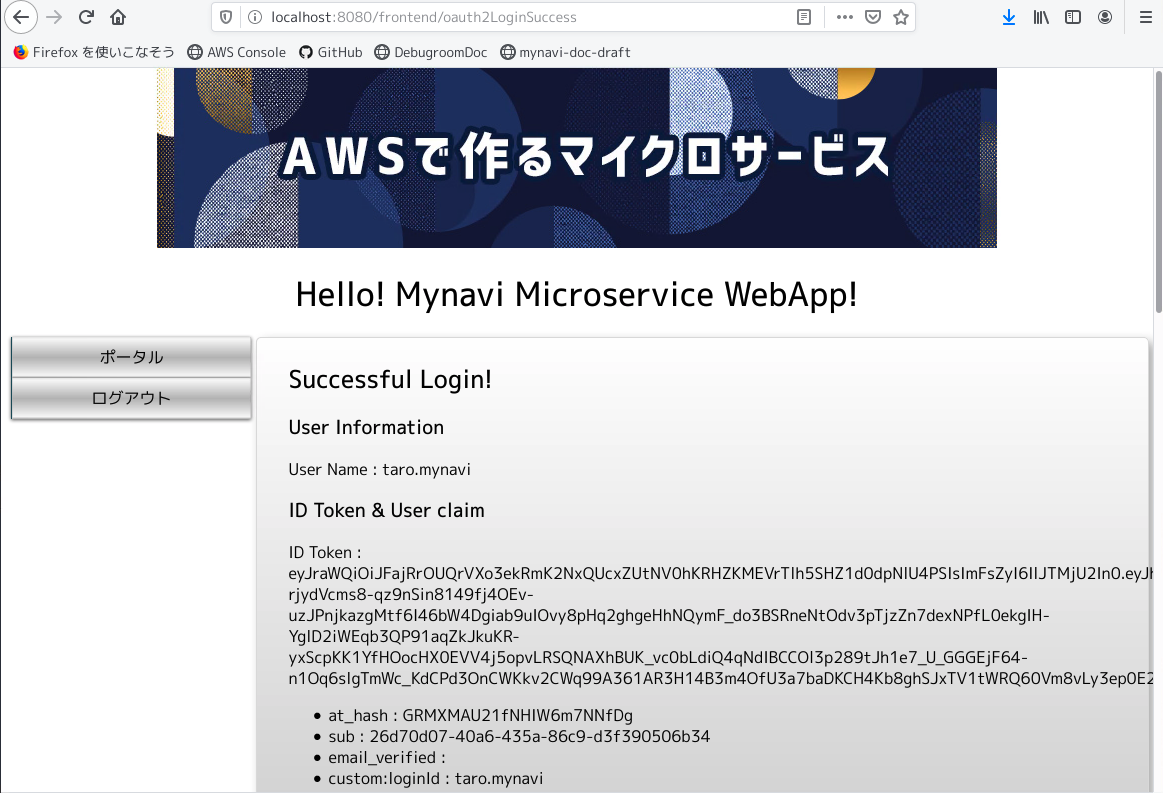 localhost:8080/frontend/oauth2LoginSuccess
Firefox を使いこなそう AWS Console GitHub DebugroomDoc mynavi-doc-draft
AWSで作るマイクロサービス
Hello! Mynavi Microservice WebApp!
ポータル
ログアウト
Successful Login!
User Information
User Name : taro.mynavi
ID Token & User claim
ID Token :
eyJraWQiOiJFajRrOUQrVXo3ekRmK2NxQUcxZUtNV0hKRHZKMEVrTlh5SHZ1d0dpNlU4PSIsImFsZyI6IlJTMjU2In0.eyJh
rjydVcms8-qz9nSin8149fj4OEv-
uzJPnjkazgMtf6I46bW4Dgiab9uIOvy8pHq2ghgeHhNQymF_do3BSRneNtOdv3pTjzZn7dexNPfL0ekgIH-
YgID2iWEqb3QP91aqZkJkuKR-
yxScpKK1YfHOocHX0EVV4j5opvLRSQNAXhBUK_vc0bLdiQ4qNdIBCCOl3p289tJh1e7_U_GGGEjF64-
n1Oq6sIgTmWc_KdCPd3OnCWKkv2CWq99A361AR3H14B3m4OfU3a7baDKCH4Kb8ghSJxTV1tWRQ60Vm8vLy3ep0E2
• at_hash : GRMXMAU21fNHIW6m7NNfDg
• sub : 26d70d07-40a6-435a-86c9-d3f390506b34
• email_verified :
• custom:loginId : taro.mynavi